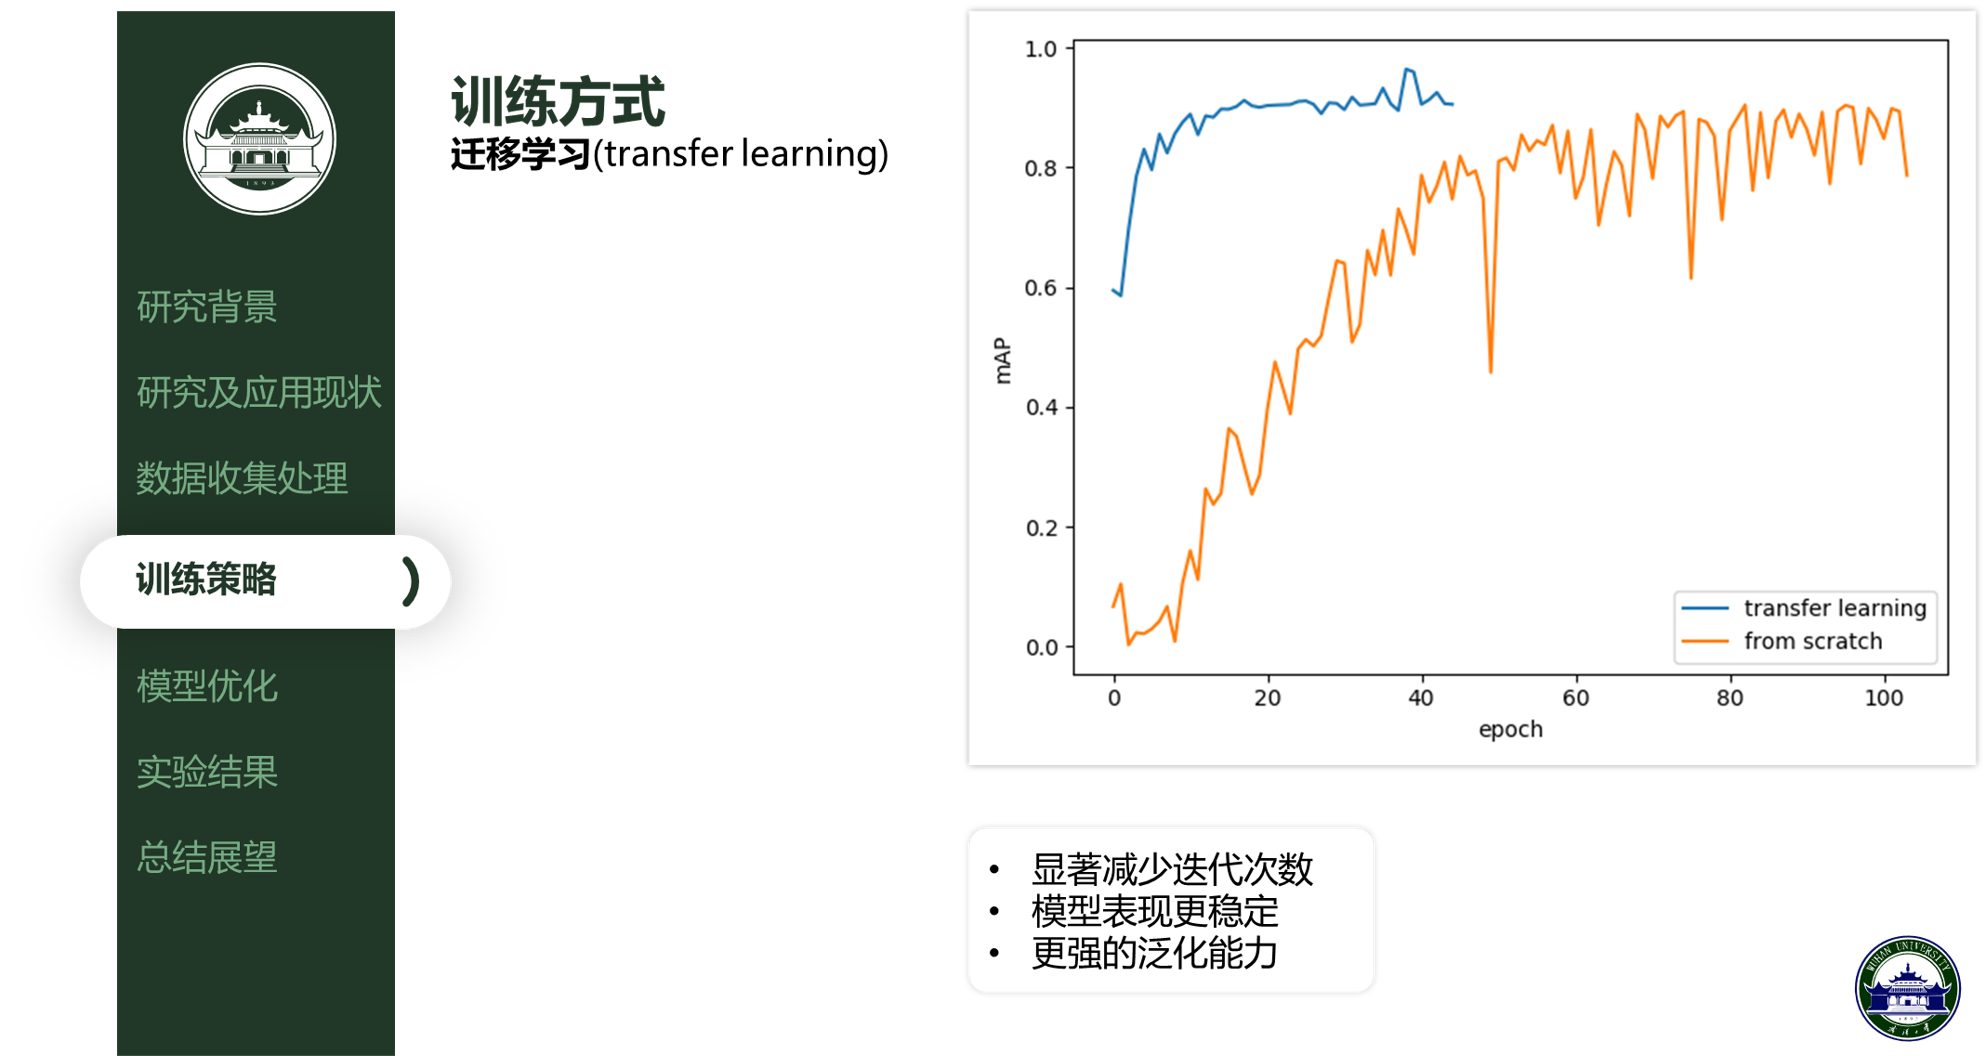 1893
研究背景
研究及应用现状
数据收集处理
训练策略
模型优化
实验结果
总结展望
训练方式
迁移学习(transfer learning)
1.0
0.8
0.6
0.4
0.2
0.0
mAP
0 20 40 60 80 100
epoch
transfer learning
from scratch
• 显著减少迭代次数
• 模型表现更稳定
• 更强的泛化能力
WUHAN UNIVERSITY
1893